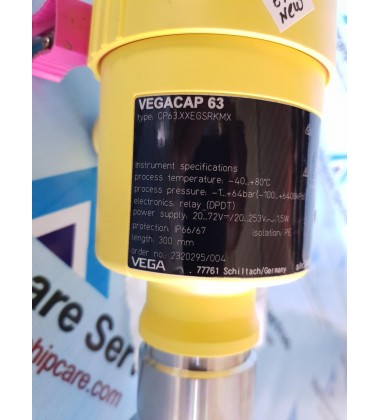 New
VEGACAP 63
type: CP63.XXEGSRKMX
instrument specifications
process temperature: -40..+80°C
process pressure: -1..+64bar(-100..+6400kPa)
electronics: relay (DPDT)
power supply: 20..72V⎓/20..253V~,1,5W
protection: IP66/67 isolation: PE
length: 300 mm
order no.: 2320295/004
VEGA 77761 Schiltach/Germany
are Serv
hipcare.com